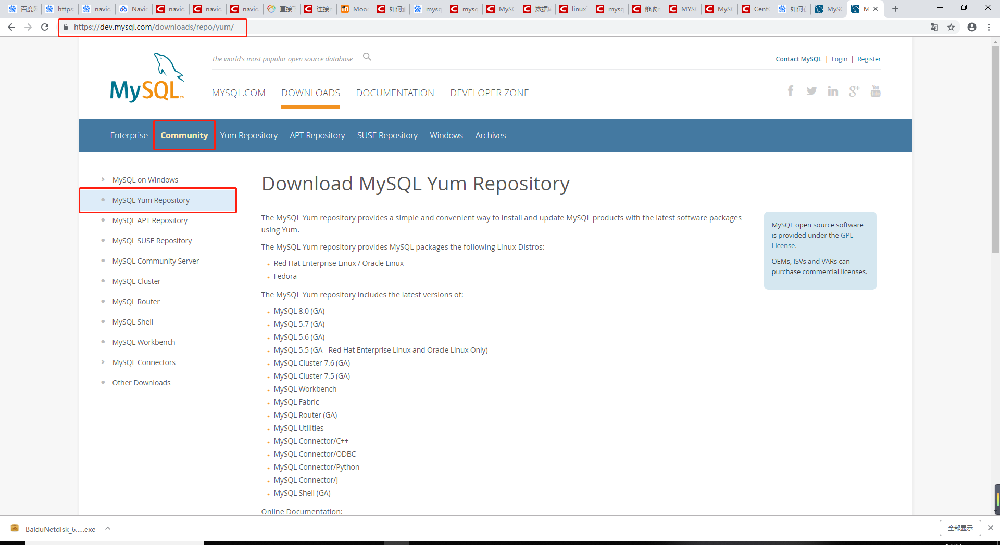 百度网 https navic Navic navic navic navic 直接下 连接n Mooc 如何查 mysq mysq MySC 数据库 linux mysq 修改n MYSC MySC Cent 如何在 MySC M
https://dev.mysql.com/downloads/repo/yum/
The world's most popular open source database
Contact MySQL | Login | Register
MySQL™
MYSQL.COM DOWNLOADS DOCUMENTATION DEVELOPER ZONE
Enterprise Community Yum Repository APT Repository SUSE Repository Windows Archives
MySQL on Windows
MySQL Yum Repository
MySQL APT Repository
MySQL SUSE Repository
MySQL Community Server
MySQL Cluster
MySQL Router
MySQL Shell
MySQL Workbench
MySQL Connectors
Other Downloads
Download MySQL Yum Repository
The MySQL Yum repository provides a simple and convenient way to install and update MySQL products with the latest software packages
using Yum.
The MySQL Yum repository provides MySQL packages the following Linux Distros:
Red Hat Enterprise Linux / Oracle Linux
Fedora
The MySQL Yum repository includes the latest versions of:
MySQL 8.0 (GA)
MySQL 5.7 (GA)
MySQL 5.6 (GA)
MySQL 5.5 (GA - Red Hat Enterprise Linux and Oracle Linux Only)
MySQL Cluster 7.6 (GA)
MySQL Cluster 7.5 (GA)
MySQL Workbench
MySQL Fabric
MySQL Router (GA)
MySQL Utilities
MySQL Connector/C++
MySQL Connector/ODBC
MySQL Connector/Python
MySQL Connector/J
MySQL Shell (GA)
Online Documentation:
MySQL open source software
is provided under the GPL
License.
OEMs, ISVs and VARs can
purchase commercial licenses.
BaiduNetdisk_6.....exe
全部显示